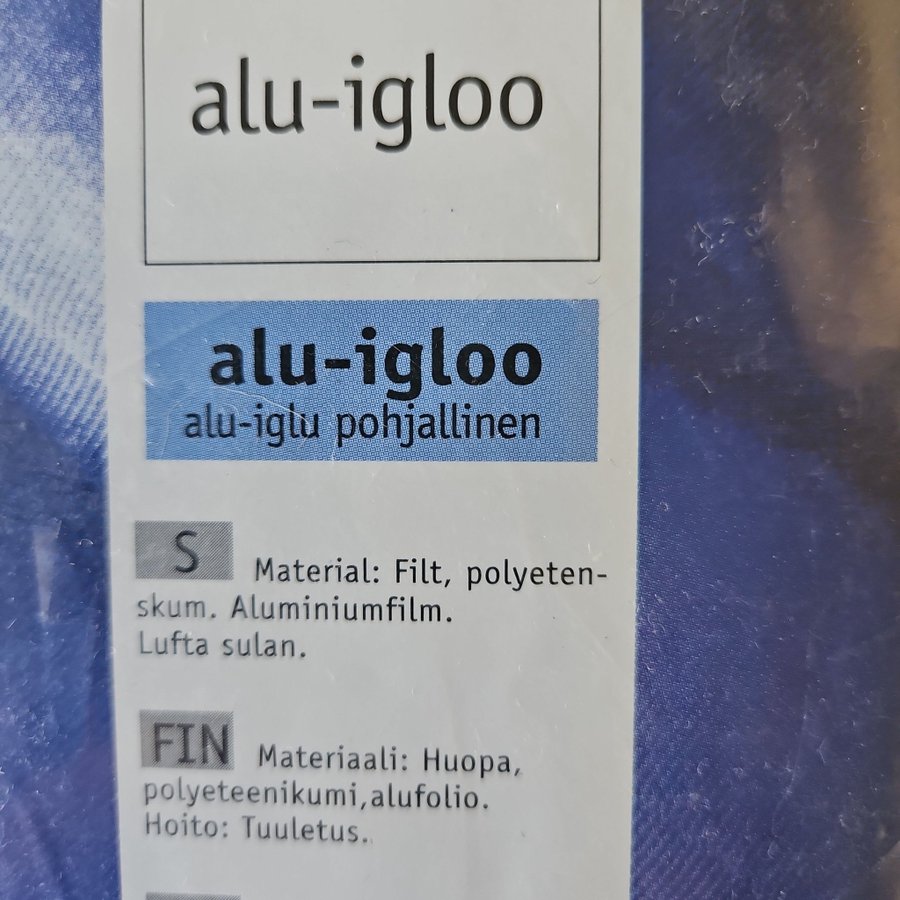 alu-igloo
alu-igloo
alu-iglu pohjallinen
S Material: Filt, polyeten-
skum. Aluminiumfilm.
Lufta sulan.
FIN Materiaali: Huopa,
polyeteenikumi,alufolio.
Hoito: Tuuletus.